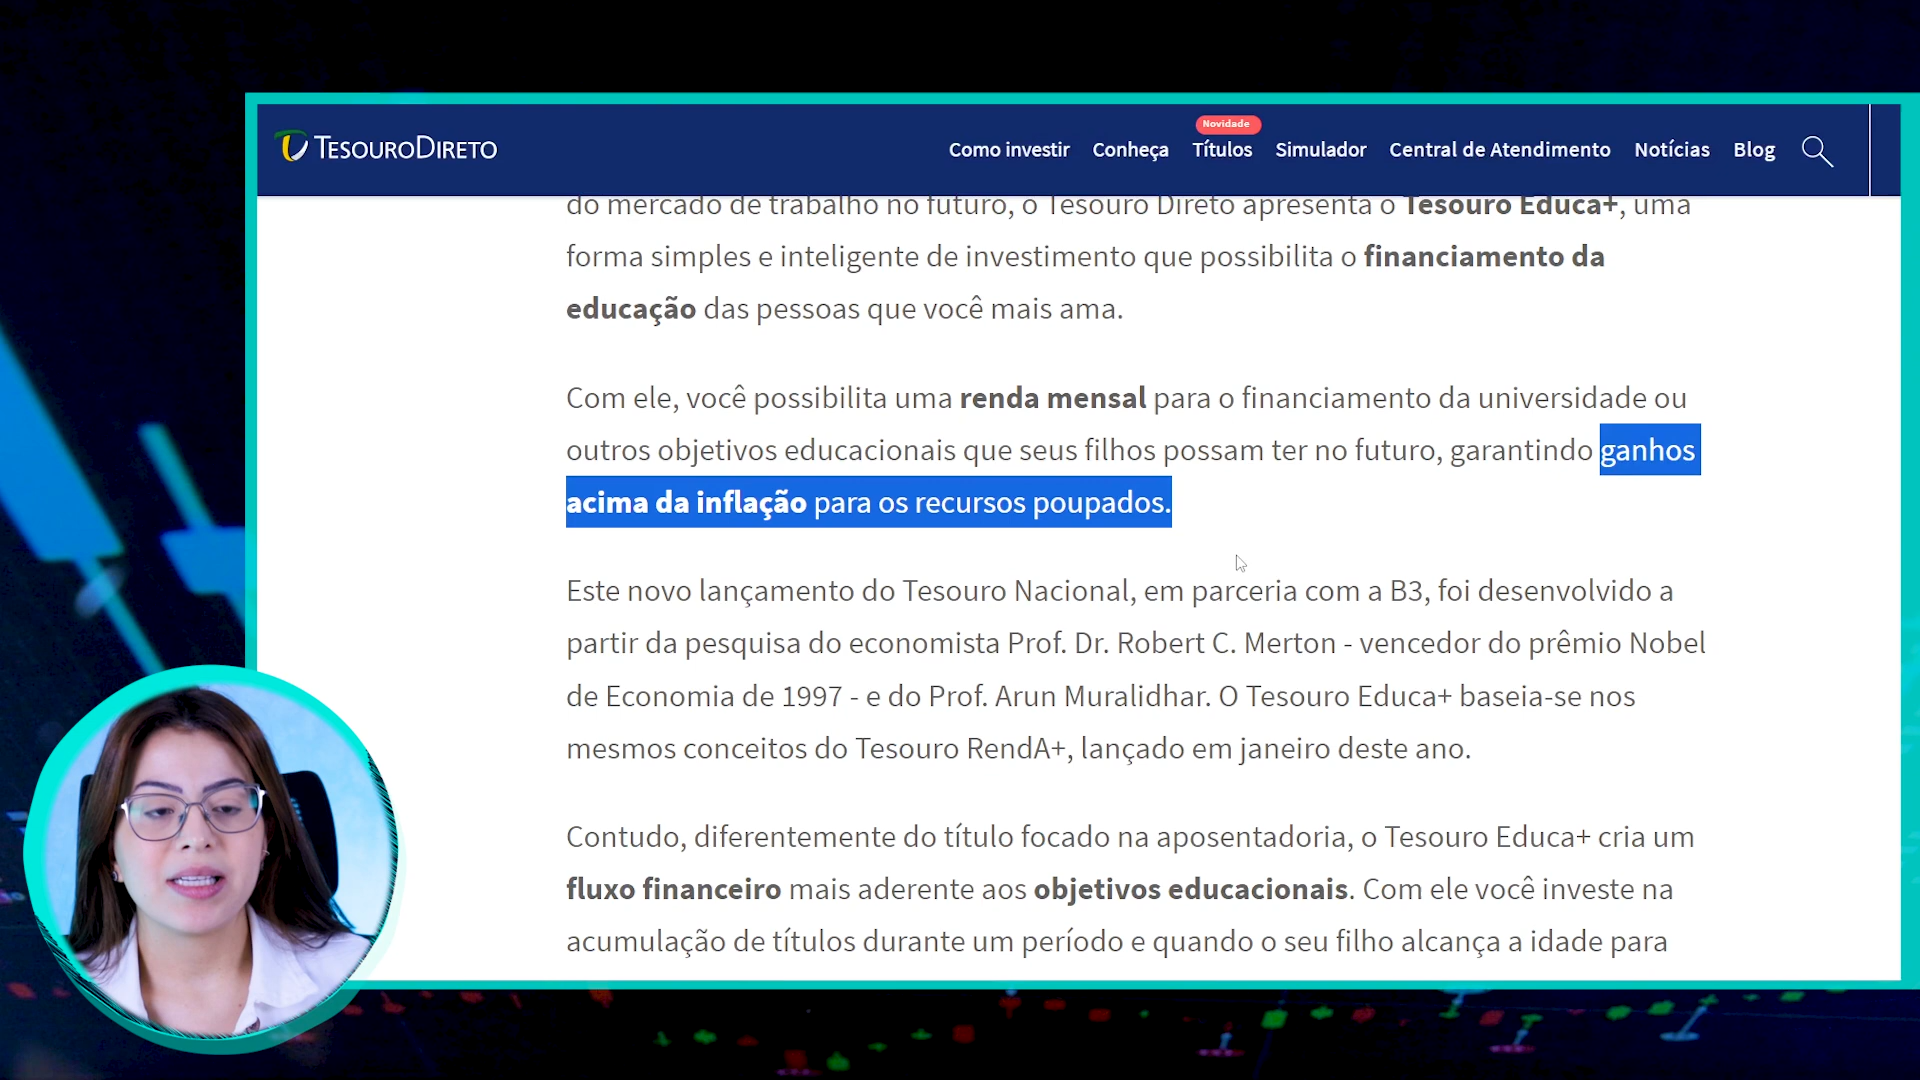 TESOURODIRETO
Novidade
Como investir Conheça Títulos Simulador Central de Atendimento Notícias Blog
do mercado de trabalho no futuro, o Tesouro Direto apresenta o Tesouro Educa+, uma
forma simples e inteligente de investimento que possibilita o financiamento da
educação das pessoas que você mais ama.
Com ele, você possibilita uma renda mensal para o financiamento da universidade ou
outros objetivos educacionais que seus filhos possam ter no futuro, garantindo ganhos
acima da inflação para os recursos poupados.
Este novo lançamento do Tesouro Nacional, em parceria com a B3, foi desenvolvido a
partir da pesquisa do economista Prof. Dr. Robert C. Merton - vencedor do prêmio Nobel
de Economia de 1997 - e do Prof. Arun Muralidhar. O Tesouro Educa+ baseia-se nos
mesmos conceitos do Tesouro RendA+, lançado em janeiro deste ano.
Contudo, diferentemente do título focado na aposentadoria, o Tesouro Educa+ cria um
fluxo financeiro mais aderente aos objetivos educacionais. Com ele você investe na
acumulação de títulos durante um período e quando o seu filho alcança a idade para